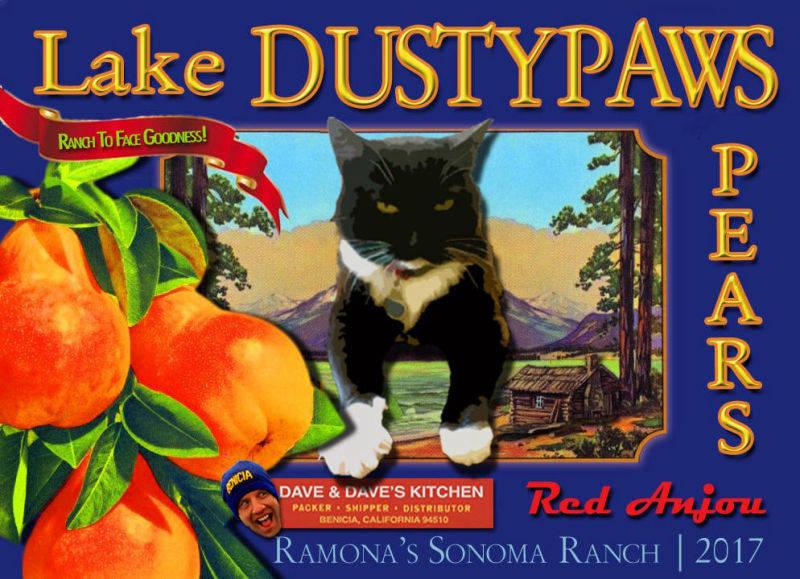 Lake DUSTYPAWS
PEARS
RANCH TO FACE GOODNESS!
BENICIA
DAVE & DAVE'S KITCHEN
PACKER • SHIPPER • DISTRIBUTOR
BENICIA, CALIFORNIA 94510
Red Anjou
RAMONA'S SONOMA RANCH | 2017